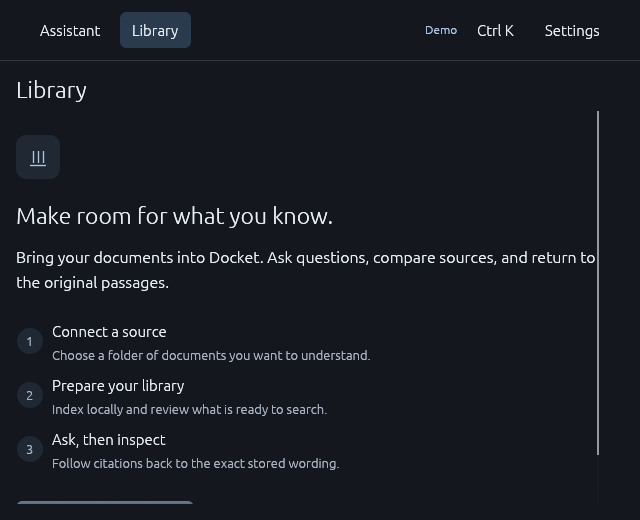 Assistant
Library
Demo
Ctrl K
Settings
Library
Make room for what you know.
Bring your documents into Docket. Ask questions, compare sources, and return to
the original passages.
1
Connect a source
Choose a folder of documents you want to understand.
2
Prepare your library
Index locally and review what is ready to search.
3
Ask, then inspect
Follow citations back to the exact stored wording.